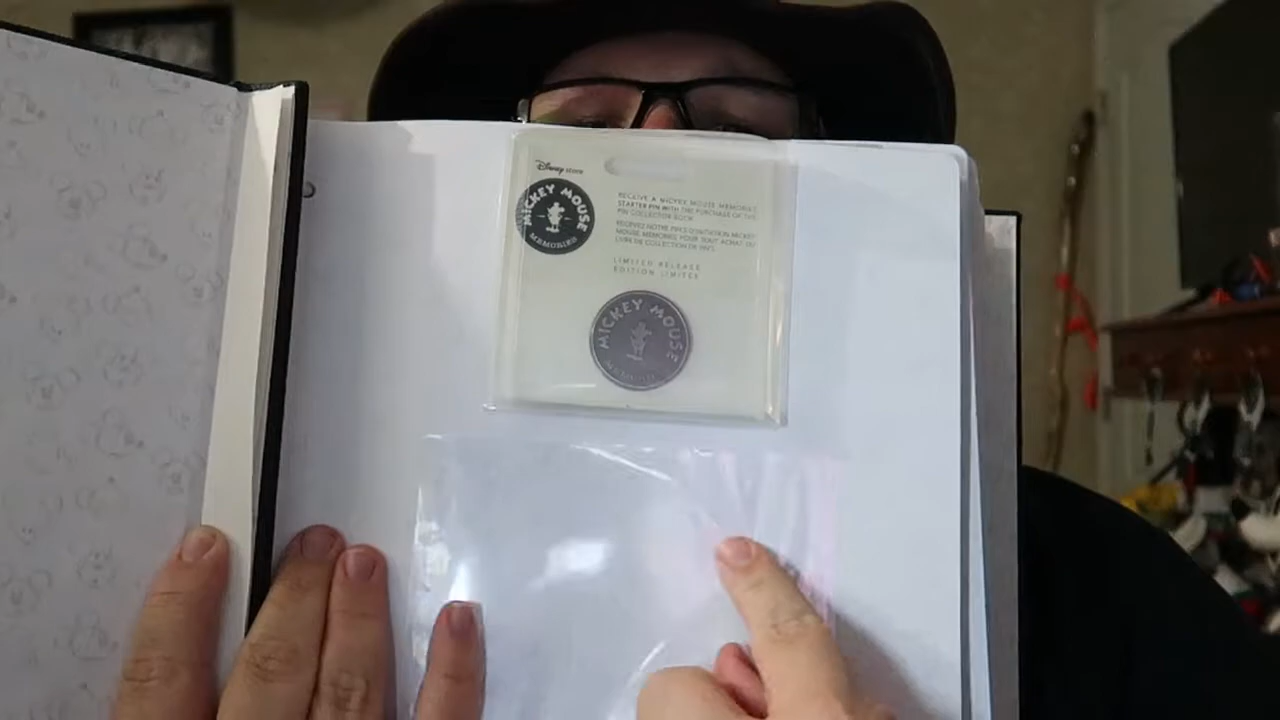 Disney STORE
MICKEY MOUSE
MEMORIES
RECEIVE A MICKEY MOUSE MEMORIES
STARTER PIN WITH THE PURCHASE OF THE
PIN COLLECTOR BOOK
LIMITED RELEASE
ÉDITION LIMITÉE
MICKEY MOUSE
MEMORIES